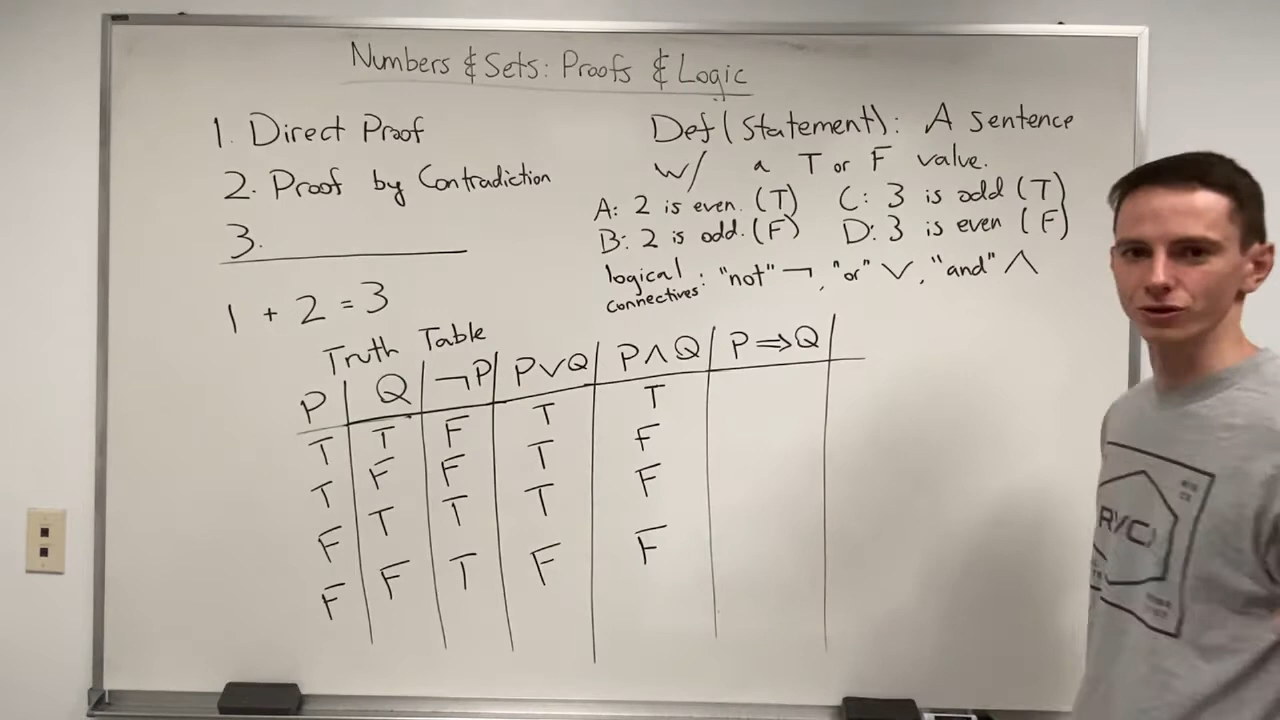 Numbers & Sets: Proofs & Logic
1. Direct Proof
2. Proof by Contradiction
3.
1 + 2 = 3
Def (Statement): A sentence
w/ a T or F value.
A: 2 is even. (T) C: 3 is odd (T)
B: 2 is odd. (F) D: 3 is even (F)
logical connectives: "not" ¬, "or" ∨, "and" ∧
Truth Table
P Q ¬P P∨Q P∧Q P⇒Q
T T F T T
T F F T F
F T T T F
F F T F F
RVC